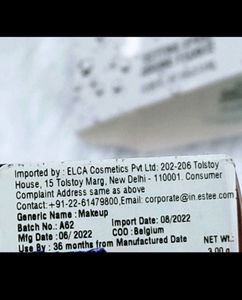 Imported by : ELCA Cosmetics Pvt Ltd: 202-206 Tolstoy
House, 15 Tolstoy Marg, New Delhi - 110001. Consumer
Complaint Address same as above
Contact:+91-22-61479800,Email: corporate@in.estee.com
Generic Name : Makeup
Batch No.: A62 Import Date: 08/2022
Mfg Date : 06/ 2022 COO : Belgium
Use By : 36 months from Manufactured Date NET Wt.:
3.00 g